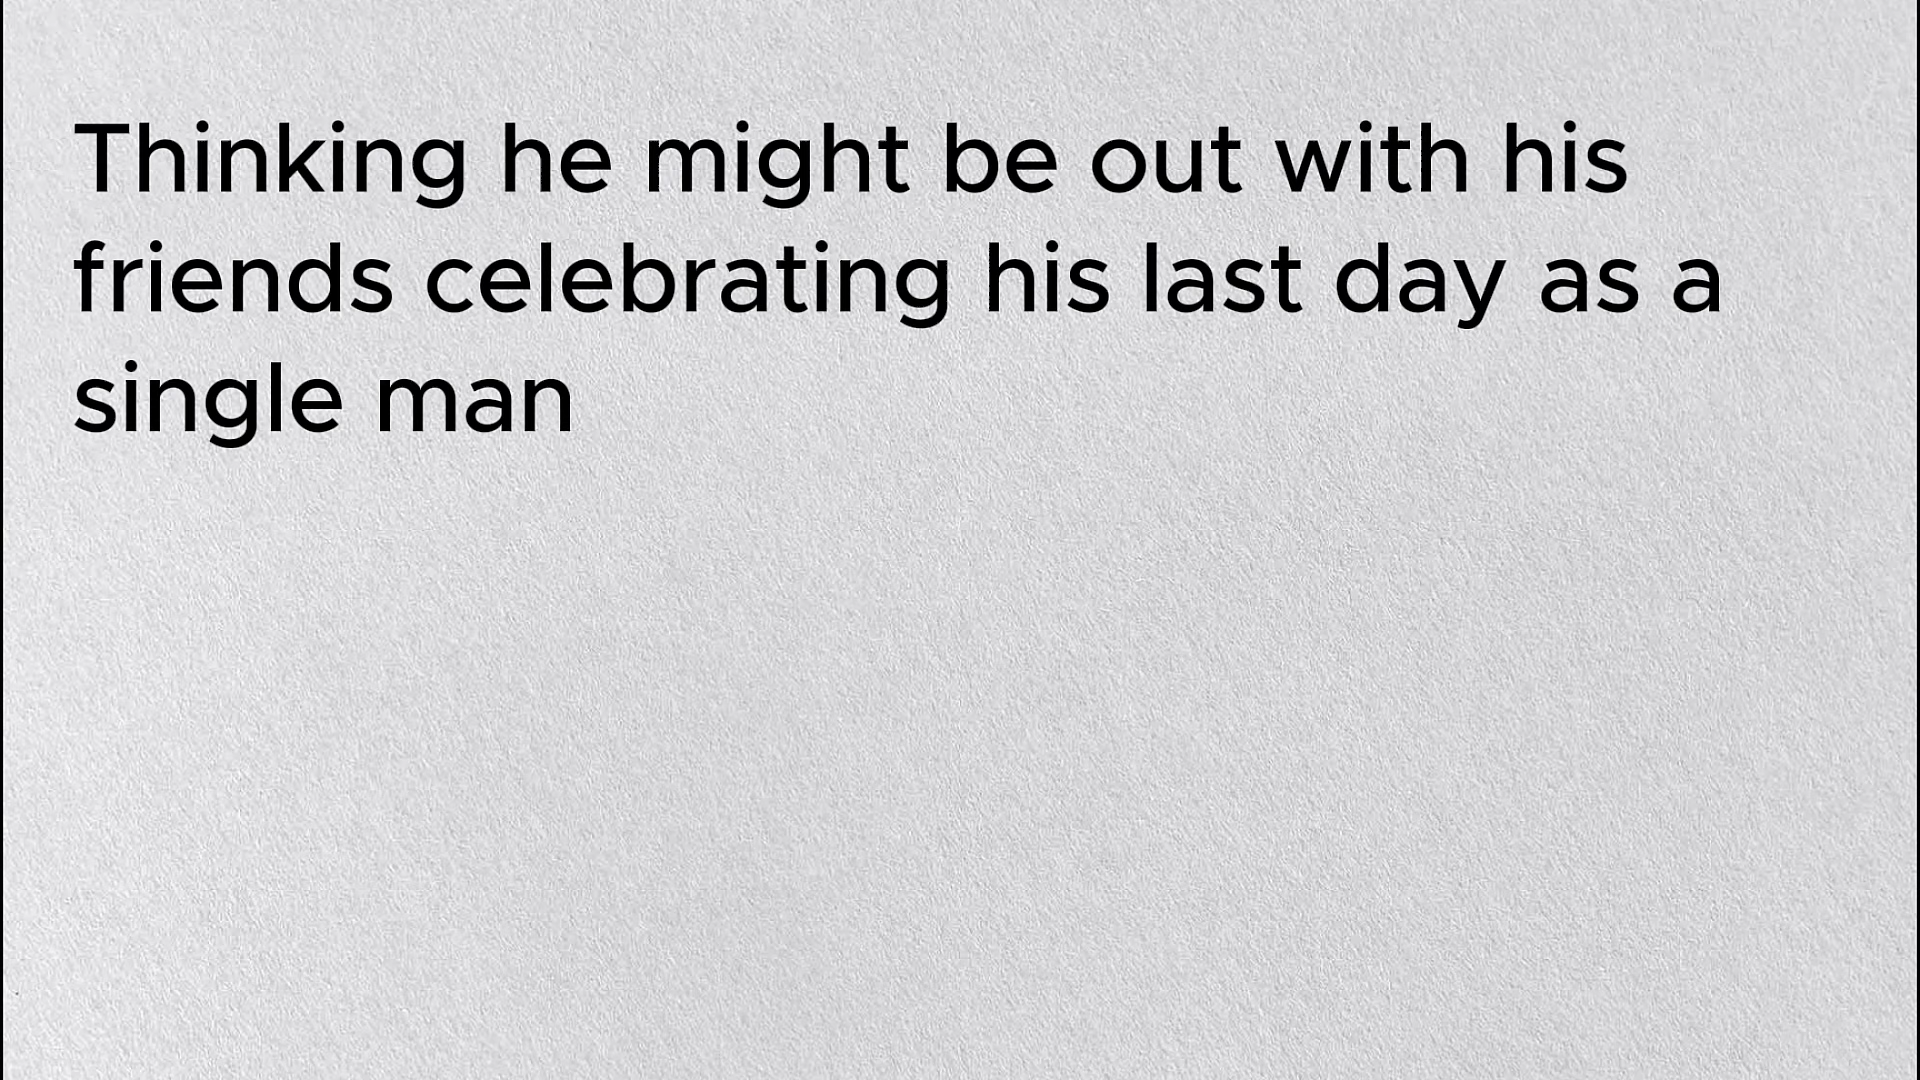 Thinking he might be out with his
friends celebrating his last day as a
single man